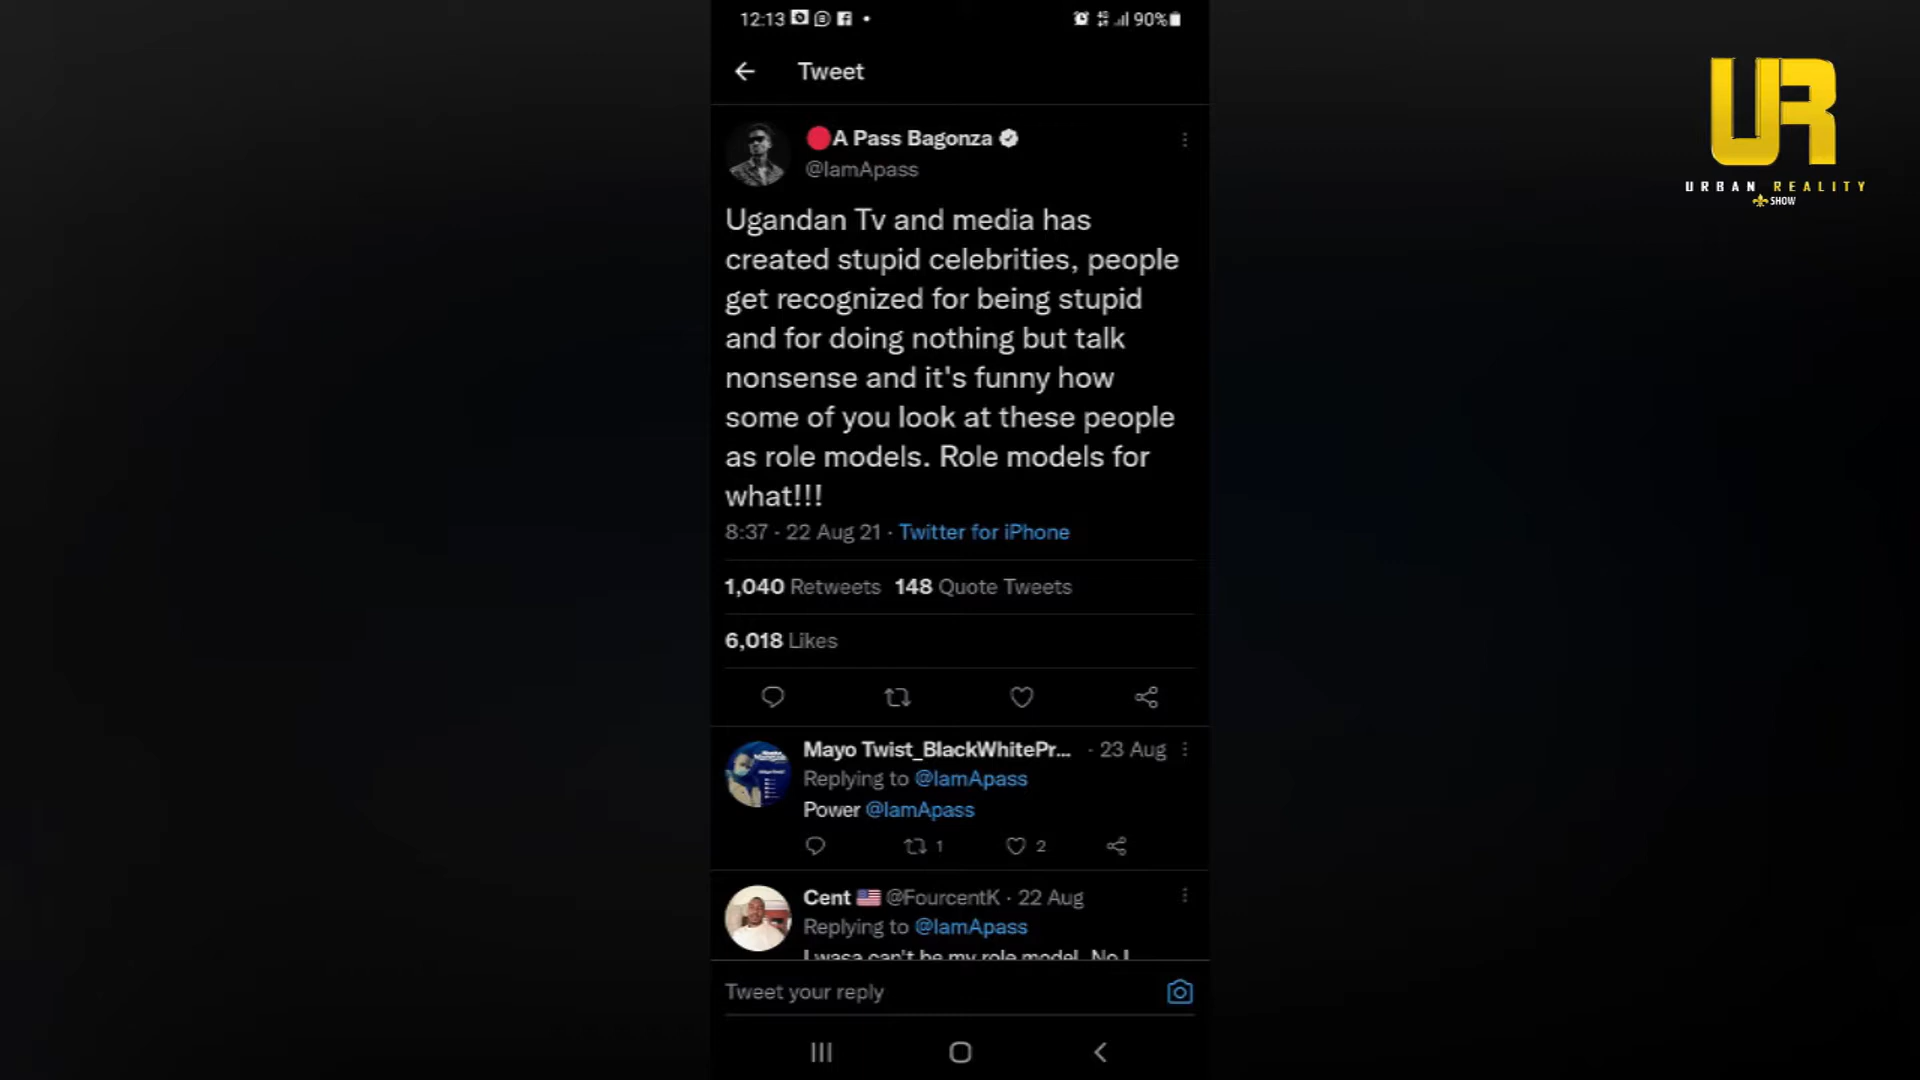 12:13
90%
Tweet
A Pass Bagonza
@IamApass
Ugandan Tv and media has
created stupid celebrities, people
get recognized for being stupid
and for doing nothing but talk
nonsense and it's funny how
some of you look at these people
as role models. Role models for
what!!!
8:37 · 22 Aug 21 · Twitter for iPhone
1,040 Retweets 148 Quote Tweets
6,018 Likes
Mayo Twist_BlackWhitePr... · 23 Aug
Replying to @IamApass
Power @IamApass
1 2
Cent @FourcentK · 22 Aug
Replying to @IamApass
I wasa can't be my role model. No I
Tweet your reply
UR
URBAN REALITY
SHOW